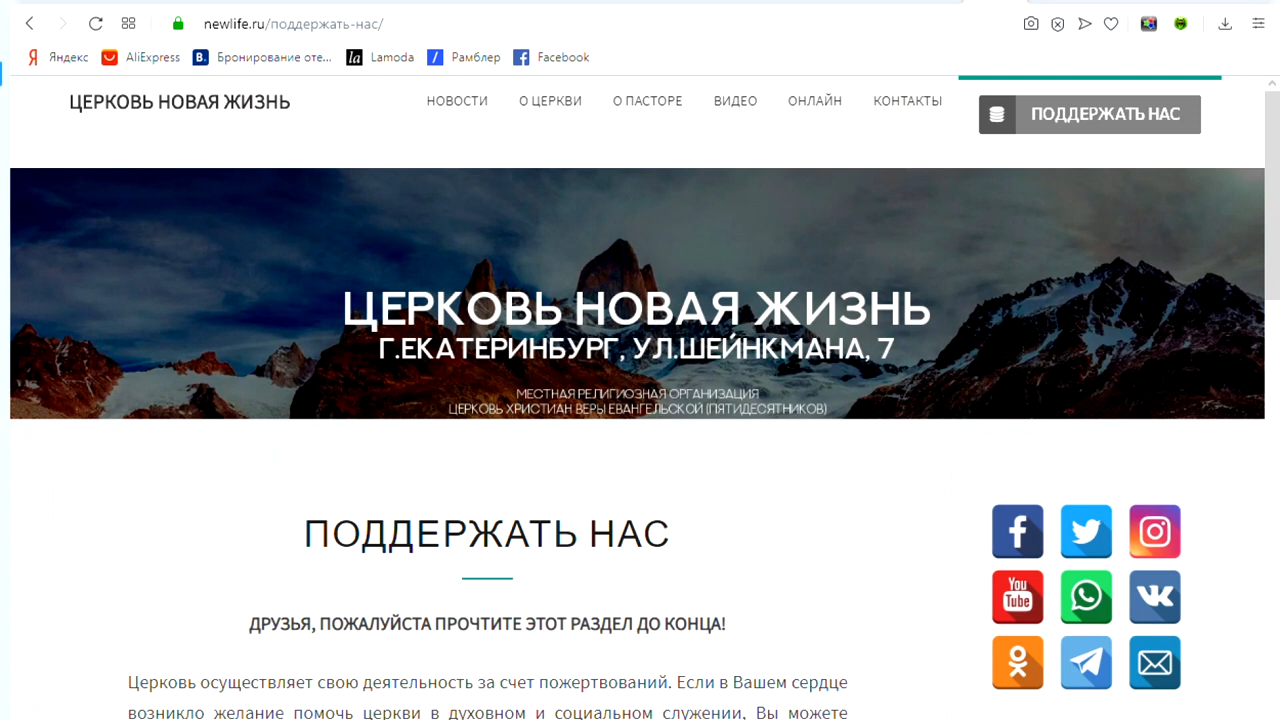 newlife.ru/поддержать-нас/
Яндекс AliExpress Бронирование оте... Lamoda Рамблер Facebook
ЦЕРКОВЬ НОВАЯ ЖИЗНЬ
НОВОСТИ О ЦЕРКВИ О ПАСТОРЕ ВИДЕО ОНЛАЙН КОНТАКТЫ
ПОДДЕРЖАТЬ НАС
ЦЕРКОВЬ НОВАЯ ЖИЗНЬ
Г.ЕКАТЕРИНБУРГ, УЛ.ШЕЙНКМАНА, 7
МЕСТНАЯ РЕЛИГИОЗНАЯ ОРГАНИЗАЦИЯ
ЦЕРКОВЬ ХРИСТИАН ВЕРЫ ЕВАНГЕЛЬСКОЙ (ПЯТИДЕСЯТНИКОВ)
ПОДДЕРЖАТЬ НАС
ДРУЗЬЯ, ПОЖАЛУЙСТА ПРОЧТИТЕ ЭТОТ РАЗДЕЛ ДО КОНЦА!
You Tube
Церковь осуществляет свою деятельность за счет пожертвований. Если в Вашем сердце
возникло желание помочь церкви в духовном и социальном служении, Вы можете